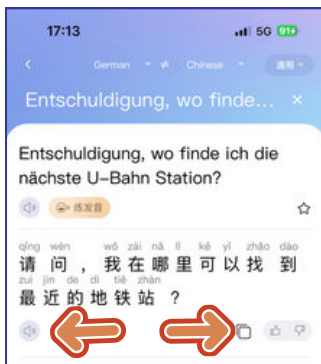 17:13
5G 91
German
Chinese
通用
Entschuldigung, wo finde...
Entschuldigung, wo finde ich die
nächste U-Bahn Station?
练发音
qǐng wèn , wǒ zài nǎ lǐ kě yǐ zhǎo dào
请问，我在哪里可以找到
zuì jìn de dì tiě zhàn
最近的地铁站？